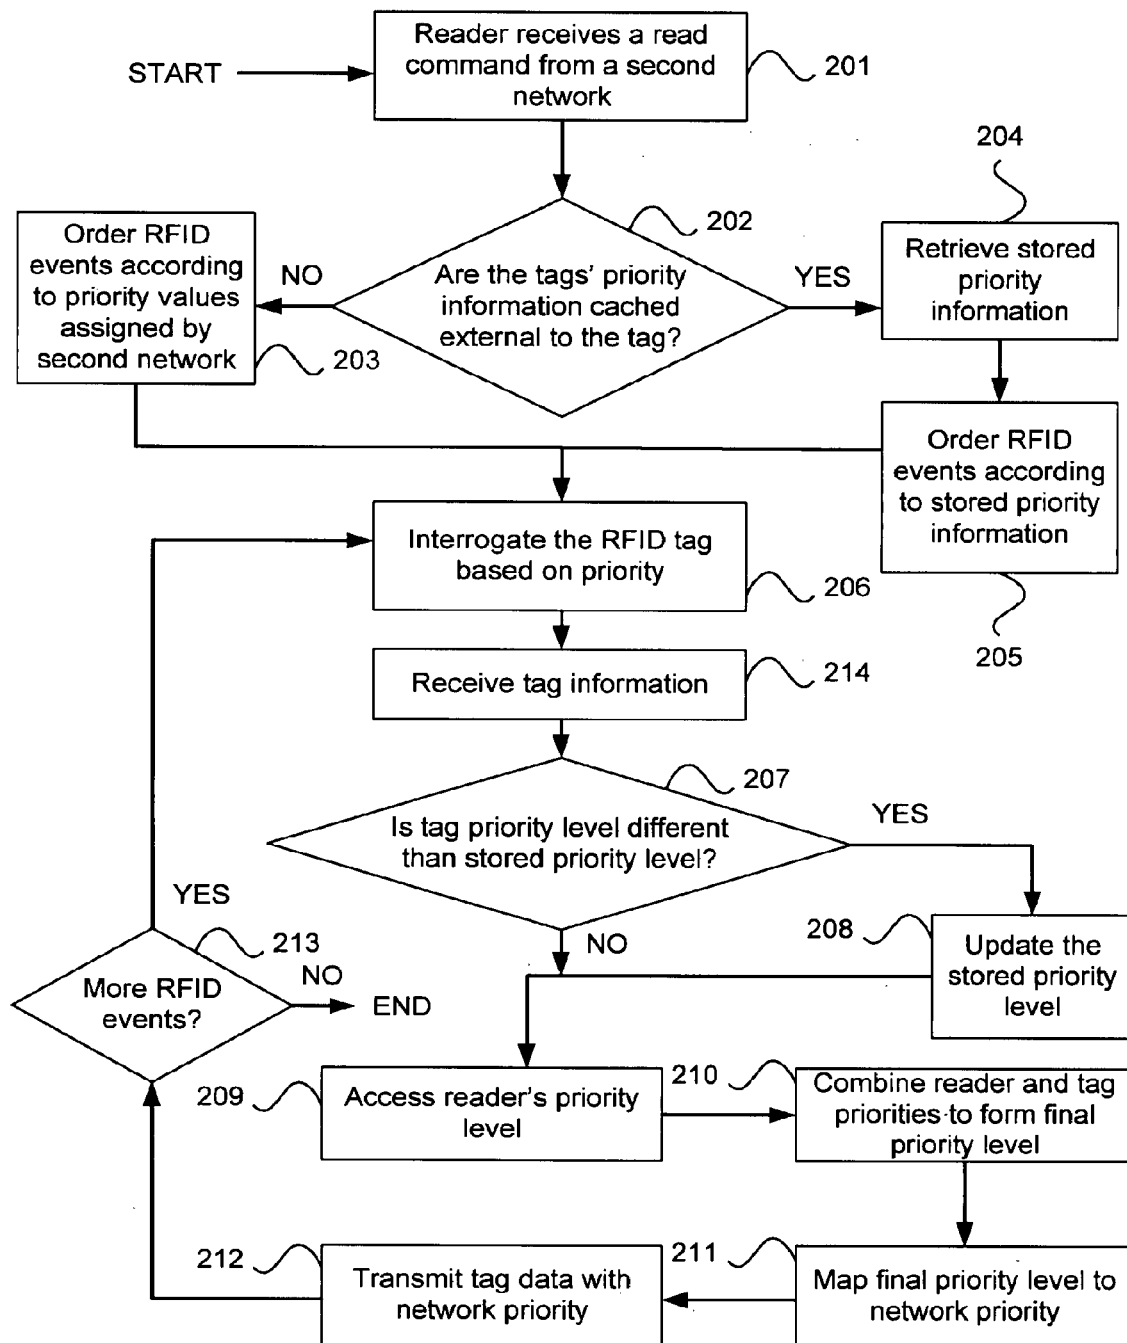 START
Reader receives a read
command from a second
network
201
204
202
Order RFID
events according
to priority values
assigned by
second network
203
NO
Are the tags' priority
information cached
external to the tag?
YES
Retrieve stored
priority
information
Order RFID
events according
to stored priority
information
205
Interrogate the RFID tag
based on priority
206
Receive tag information
214
207
Is tag priority level different
than stored priority level?
YES
NO
208
Update the
stored priority
level
YES
213
More RFID
events?
NO
END
209
Access reader's priority
level
210
Combine reader and tag
priorities to form final
priority level
212
Transmit tag data with
network priority
211
Map final priority level to
network priority